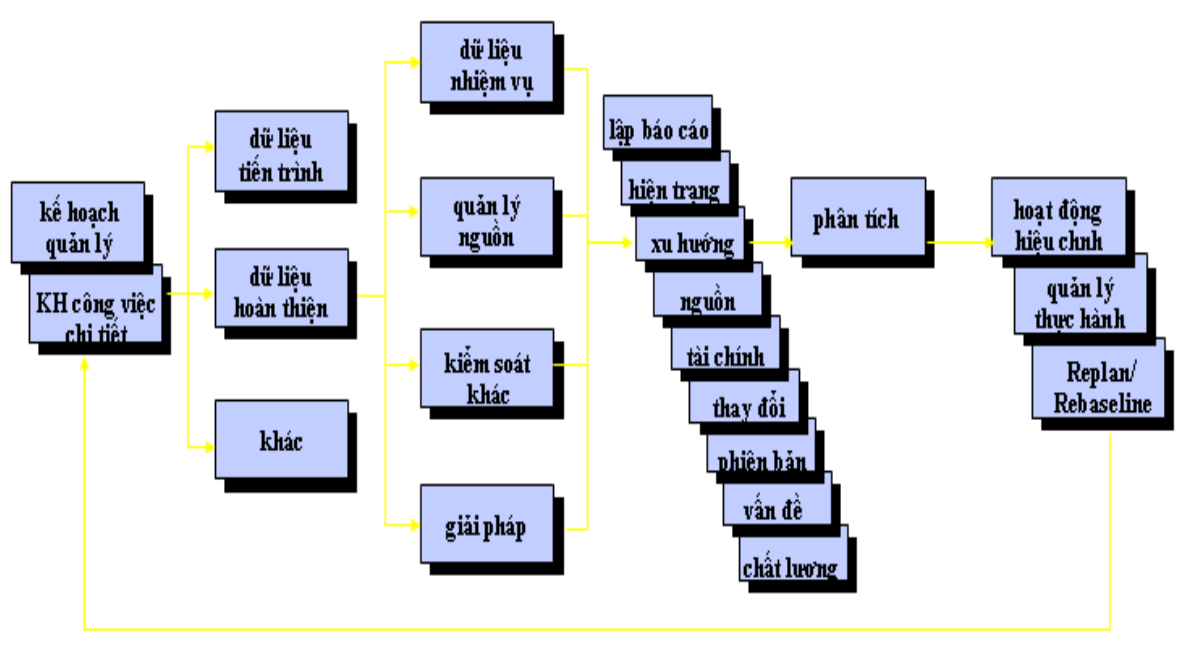 kế hoạch
quản lý
KH công việc
chi tiết
dữ liệu
tiến trình
dữ liệu
hoàn thiện
khác
dữ liệu
nhiệm vụ
quản lý
nguồn
kiểm soát
khác
giải pháp
lập báo cáo
hiện trạng
xu hướng
nguồn
tài chính
thay đổi
phiên bản
vấn đề
chất lương
phân tích
hoạt động
hiệu chnh
quản lý
thực hành
Replan/
Rebaseline